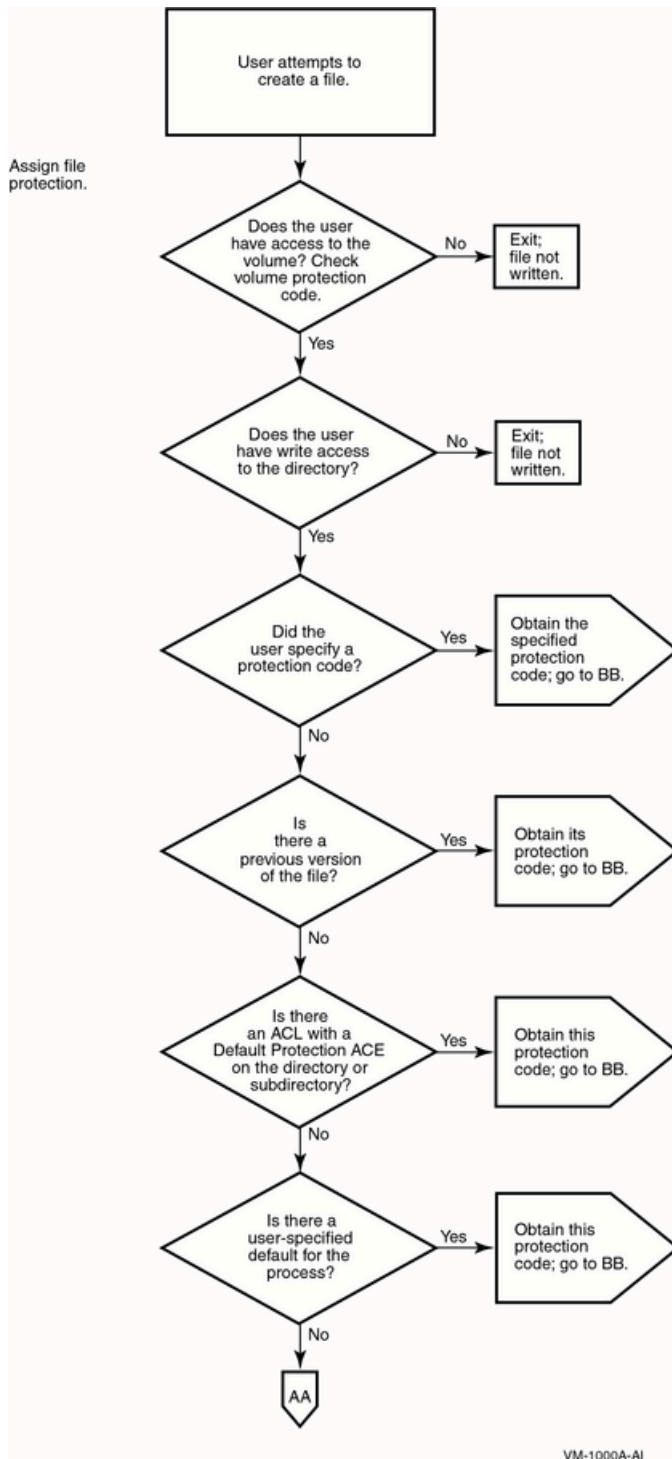 User attempts to
create a file.
Assign file
protection.
Does the user
have access to the
volume? Check
volume protection
code.
No
Exit;
file not
written.
Yes
Does the user
have write access
to the directory?
No
Exit;
file not
written.
Yes
Did the
user specify a
protection code?
Yes
Obtain the
specified
protection
code; go to BB.
No
Is
there a
previous version
of the file?
Yes
Obtain its
protection
code; go to BB.
No
Is there
an ACL with a
Default Protection ACE
on the directory or
subdirectory?
Yes
Obtain this
protection
code; go to BB.
No
Is there a
user-specified
default for the
process?
Yes
Obtain this
protection
code; go to BB.
No
AA
VM-1000A-AI